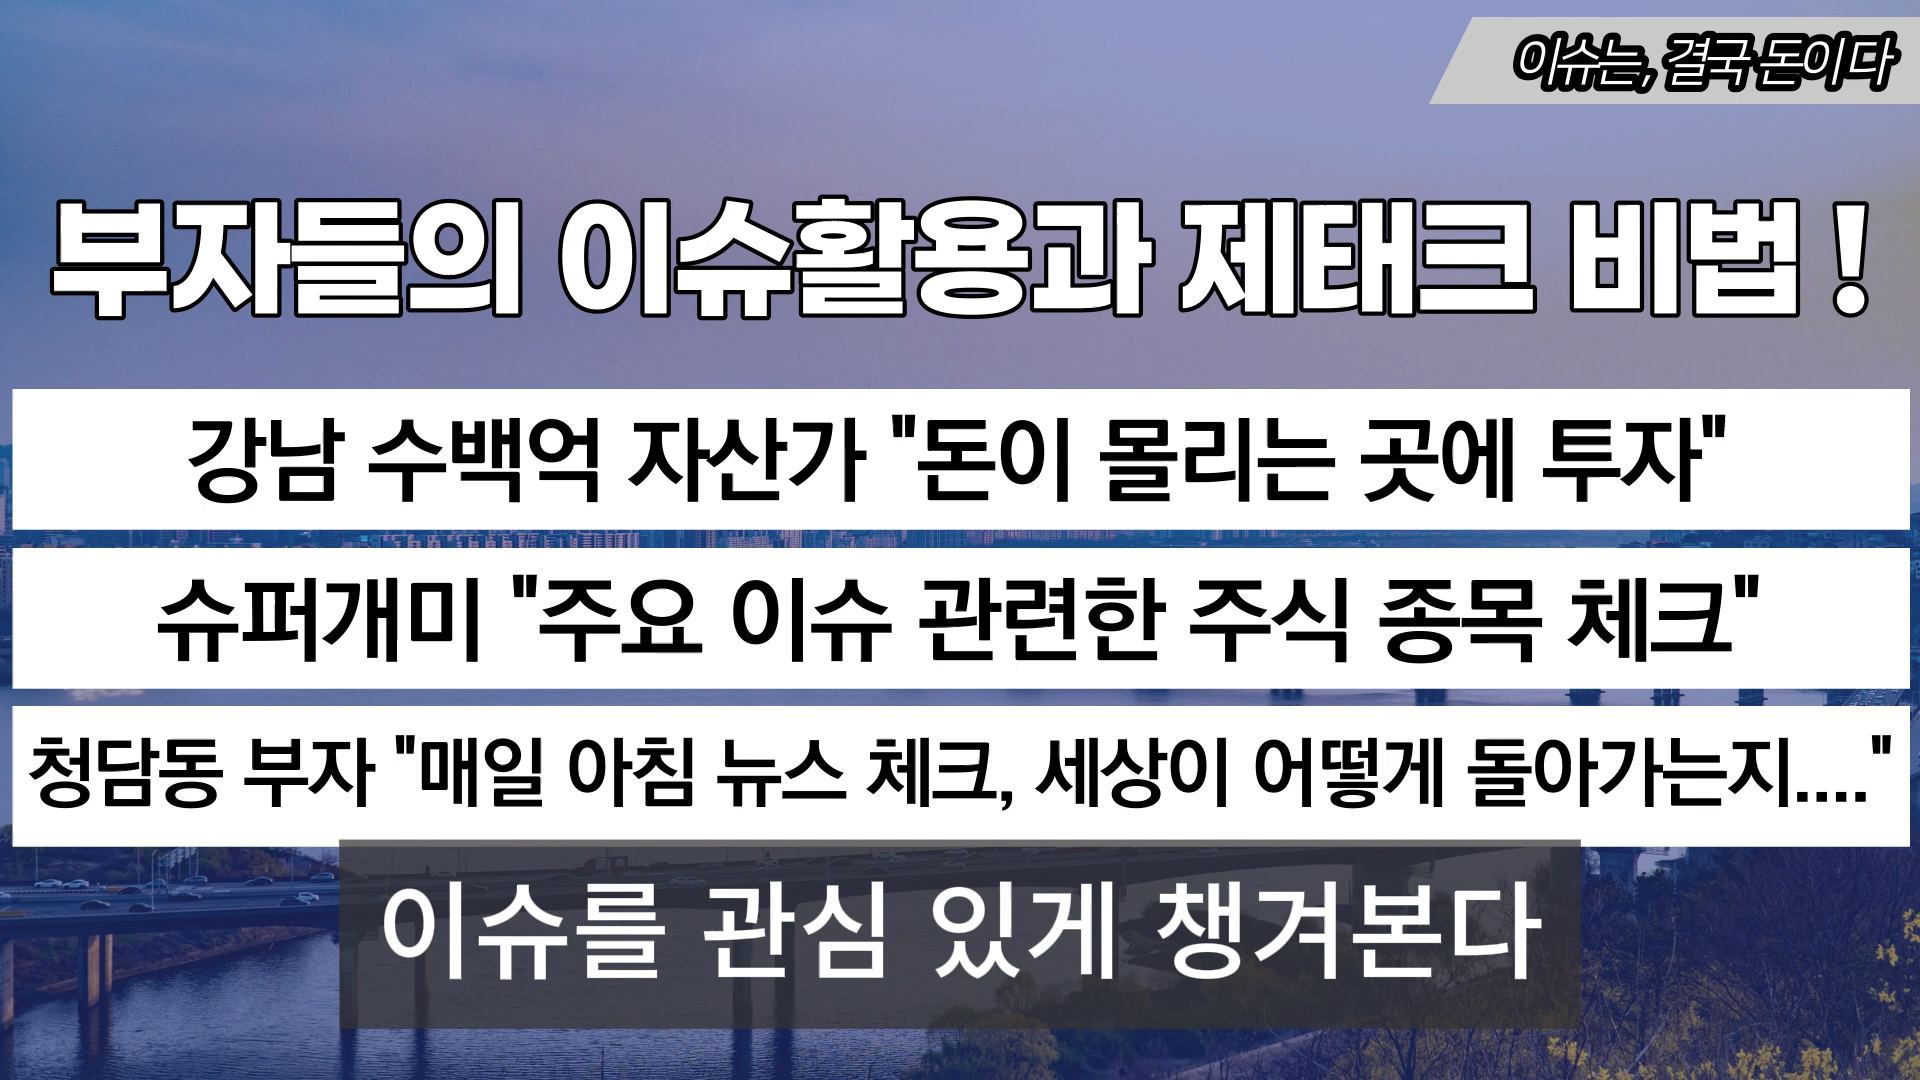 이슈는, 결국 돈이다
부자들의 이슈활용과 제태크 비법 !
강남 수백억 자산가 "돈이 몰리는 곳에 투자"
슈퍼개미 "주요 이슈 관련한 주식 종목 체크"
청담동 부자 "매일 아침 뉴스 체크, 세상이 어떻게 돌아가는지...."
이슈를 관심 있게 챙겨본다